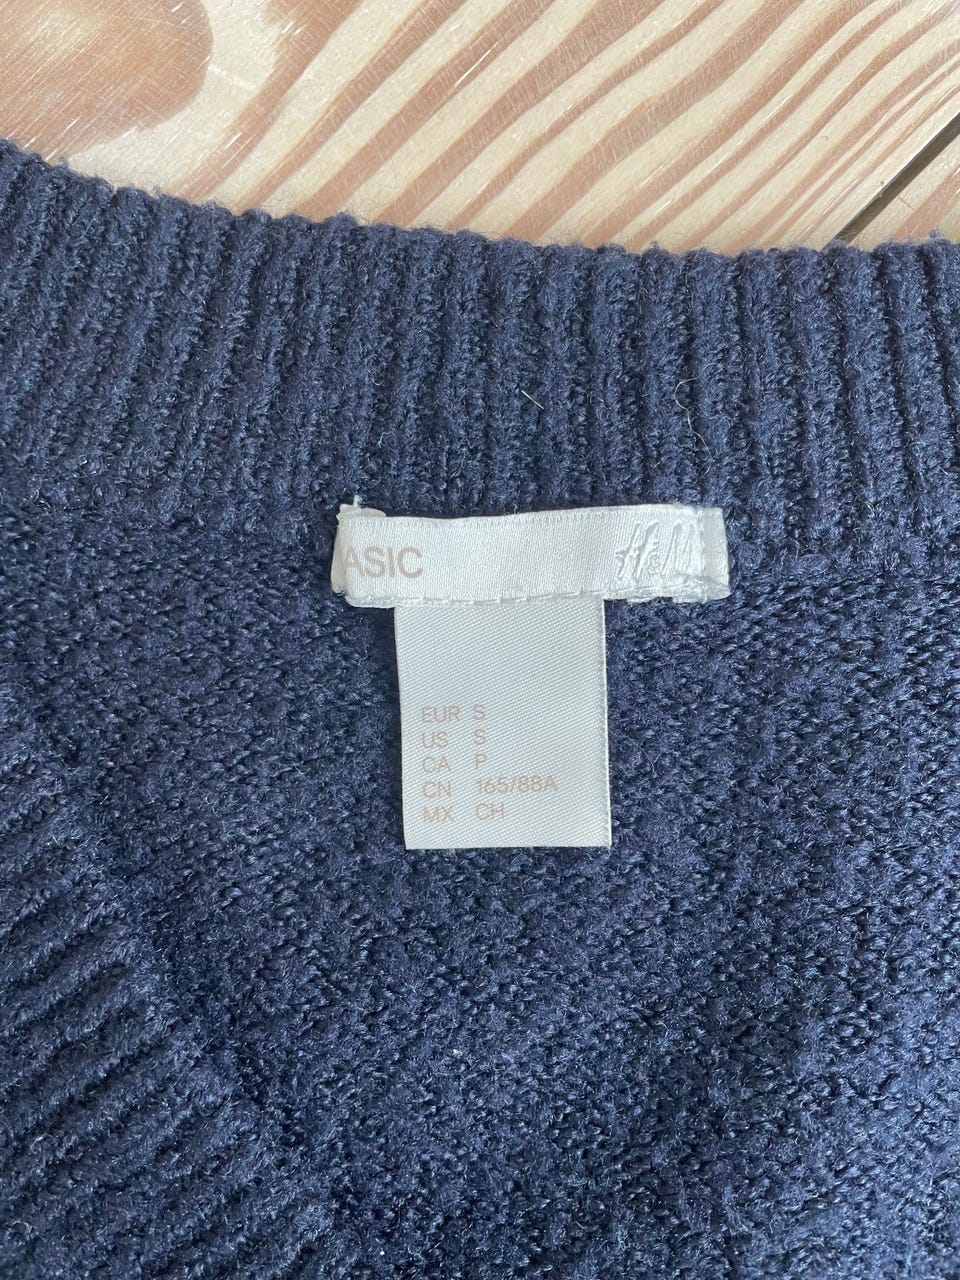 ASIC
H&M
EUR S
US S
CA P
CN 165/88A
MX CH